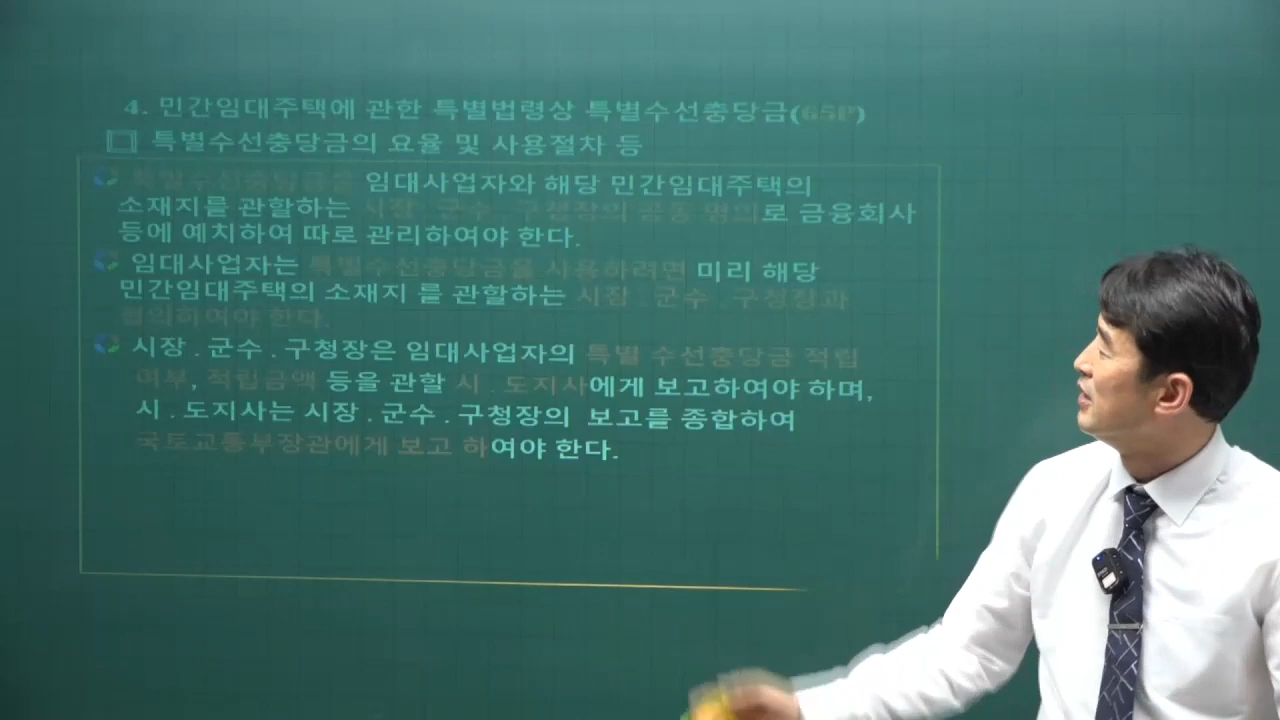 4. 민간임대주택에 관한 특별법령상 특별수선충당금(65P)
특별수선충당금의 요율 및 사용절차 등
특별수선충당금은 임대사업자와 해당 민간임대주택의
소재지를 관할하는 시장 . 군수 . 구청장의 공동 명의로 금융회사
등에 예치하여 따로 관리하여야 한다.
임대사업자는 특별수선충당금을 사용하려면 미리 해당
민간임대주택의 소재지 를 관할하는 시장 . 군수 . 구청장과
협의하여야 한다.
시장 . 군수 . 구청장은 임대사업자의 특별 수선충당금 적립
여부, 적립금액 등을 관할 시 . 도지사에게 보고하여야 하며,
시 . 도지사는 시장 . 군수 . 구청장의 보고를 종합하여
국토교통부장관에게 보고 하여야 한다.